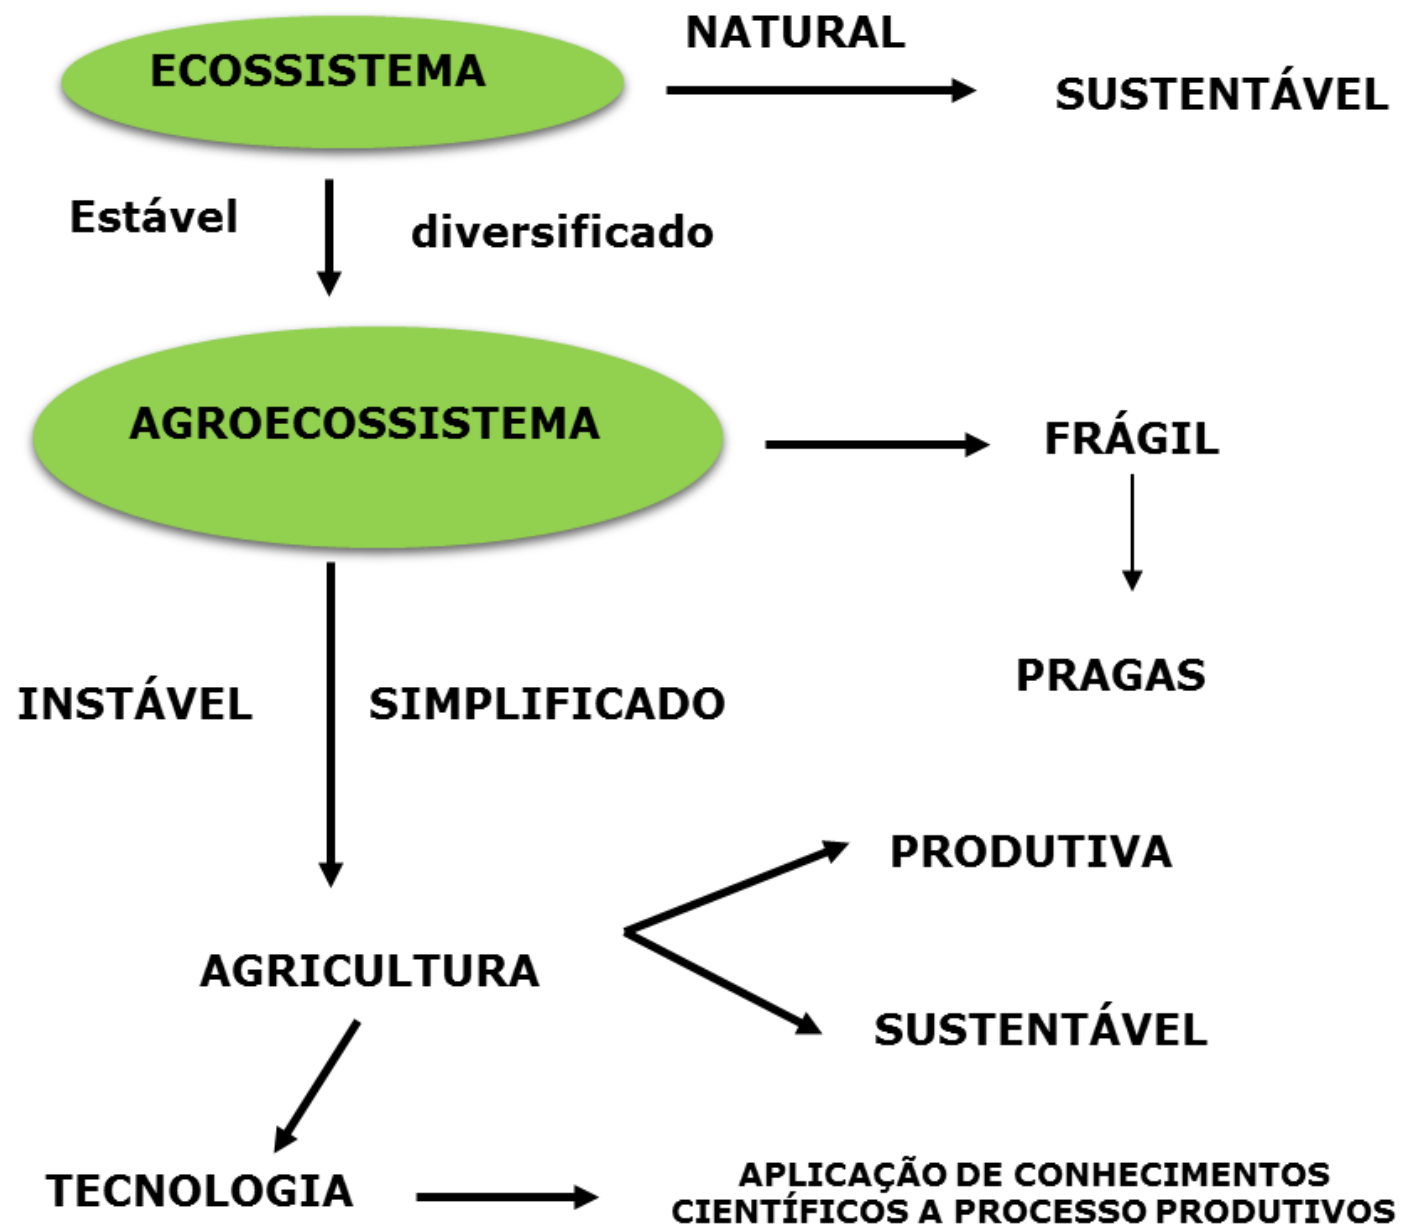 NATURAL
ECOSSISTEMA
SUSTENTÁVEL
Estável
diversificado
AGROECOSSISTEMA
FRÁGIL
PRAGAS
INSTÁVEL
SIMPLIFICADO
PRODUTIVA
AGRICULTURA
SUSTENTÁVEL
TECNOLOGIA
APLICAÇÃO DE CONHECIMENTOS
CIENTÍFICOS A PROCESSO PRODUTIVOS